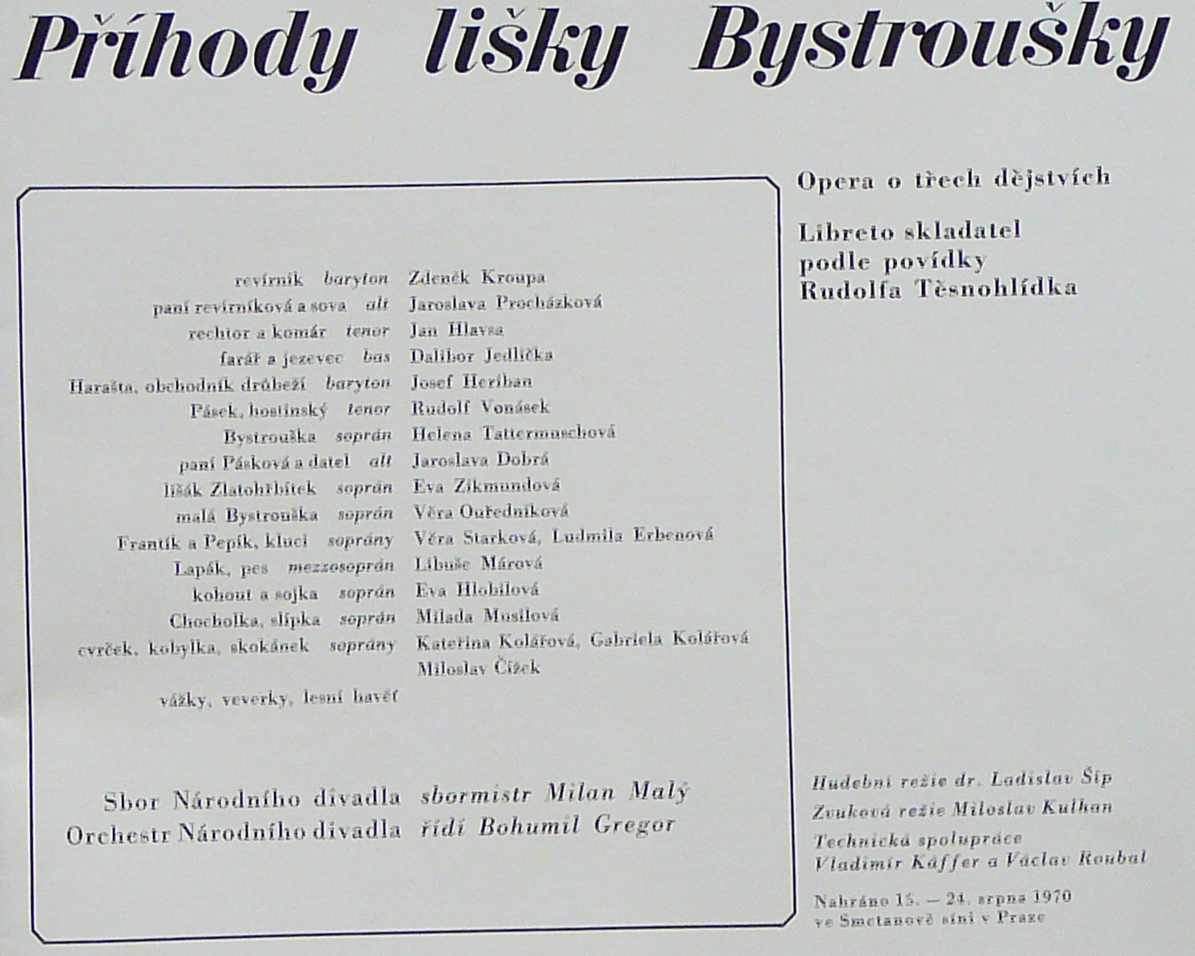 Příhody lišky Bystroušky
Opera o třech dějstvích
Libreto skladatel
podle povídky
Rudolfa Těsnohlídka
revírník baryton Zdeněk Kroupa
paní revírníková a sova alt Jaroslava Procházková
rechtor a komár tenor Jan Hlavsa
farář a jezevec bas Dalibor Jedlička
Harašta, obchodník drůbeží baryton Josef Heriban
Pásek, hostinský tenor Rudolf Vonásek
Bystrouška soprán Helena Tattermuschová
paní Pásková a datel alt Jaroslava Dobrá
lišák Zlatohřbítek soprán Eva Zikmundová
malá Bystrouška soprán Věra Ouředníková
Frantík a Pepík, kluci soprány Věra Starková, Ludmila Erbenová
Lapák, pes mezzosoprán Libuše Márová
kohout a sojka soprán Eva Hlobilová
Chocholka, slípka soprán Milada Musilová
cvrček, kobylka, skokánek soprány Kateřina Kolářová, Gabriela Kolářová
Miloslav Čížek
vážky, veverky, lesní havěť
Sbor Národního divadla sbormistr Milan Malý
Orchestr Národního divadla řídí Bohumil Gregor
Hudební režie dr. Ladislav Šíp
Zvuková režie Miloslav Kulhan
Technická spolupráce
Vladimír Käffer a Václav Roubal
Nahráno 15. – 24. srpna 1970
ve Smetanově síni v Praze